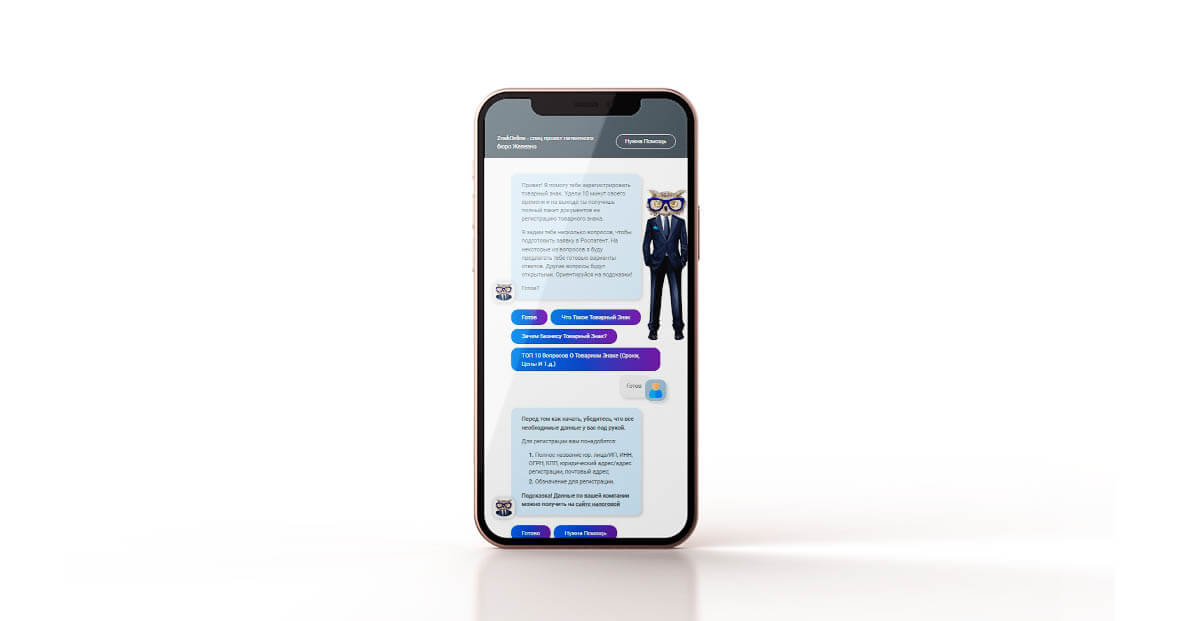 ZnakOnline - спец проект патентного
бюро Железно
Нужна Помощь
Привет! Я помогу тебе зарегистрировать
товарный знак. Удели 10 минут своего
времени и на выходе ты получишь
полный пакет документов на
регистрацию товарного знака.
Я задам тебе несколько вопросов, чтобы
подготовить заявку в Роспатент. На
некоторые из вопросов я буду
предлагать тебе готовые варианты
ответов. Другие вопросы будут
открытыми. Ориентируйся на подсказки!
Готов?
Готов
Что Такое Товарный Знак
Зачем Бизнесу Товарный Знак?
ТОП 10 Вопросов О Товарном Знаке (Сроки,
Цены И Т.д.)
Готов
Перед тем как начать, убедитесь, что все
необходимые данные у вас под рукой.
Для регистрации вам понадобятся:
1. Полное название юр. лица/ИП, ИНН,
ОГРН, КПП, юридический адрес/адрес
регистрации, почтовый адрес;
2. Обзначение для регистрации.
Подсказка! Данные по вашей компании
можно получить на сайте налоговой
Готово
Нужна Помощь